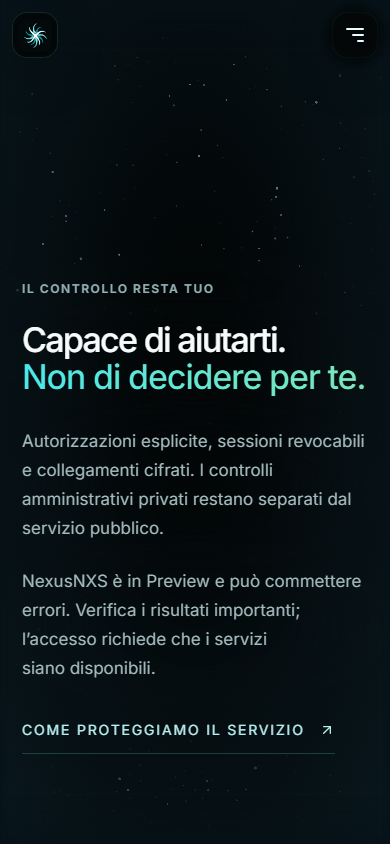 IL CONTROLLO RESTA TUO
Capace di aiutarti.
Non di decidere per te.
Autorizzazioni esplicite, sessioni revocabili
e collegamenti cifrati. I controlli
amministrativi privati restano separati dal
servizio pubblico.
NexusNXS è in Preview e può commettere
errori. Verifica i risultati importanti;
l’accesso richiede che i servizi
siano disponibili.
COME PROTEGGIAMO IL SERVIZIO